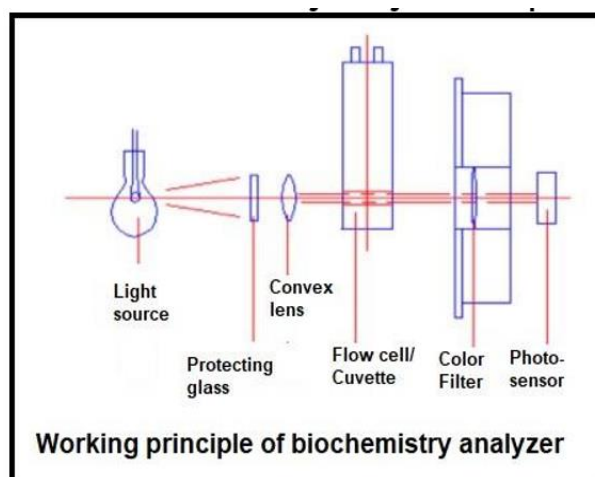 Light
source
Protecting
glass
Convex
lens
Flow cell/
Cuvette
Color
Filter
Photo-
sensor
Working principle of biochemistry analyzer